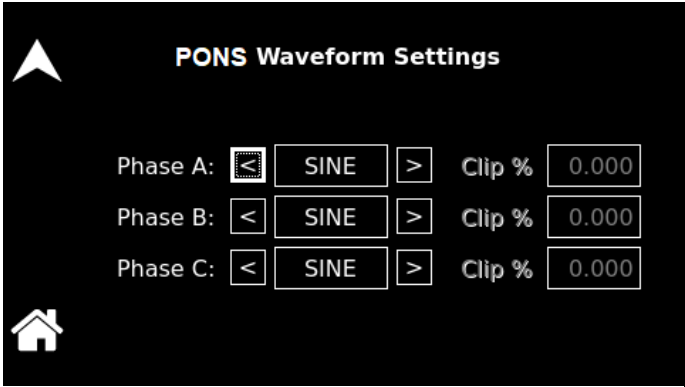 PONS Waveform Settings
Phase A: < SINE > Clip % 0.000
Phase B: < SINE > Clip % 0.000
Phase C: < SINE > Clip % 0.000